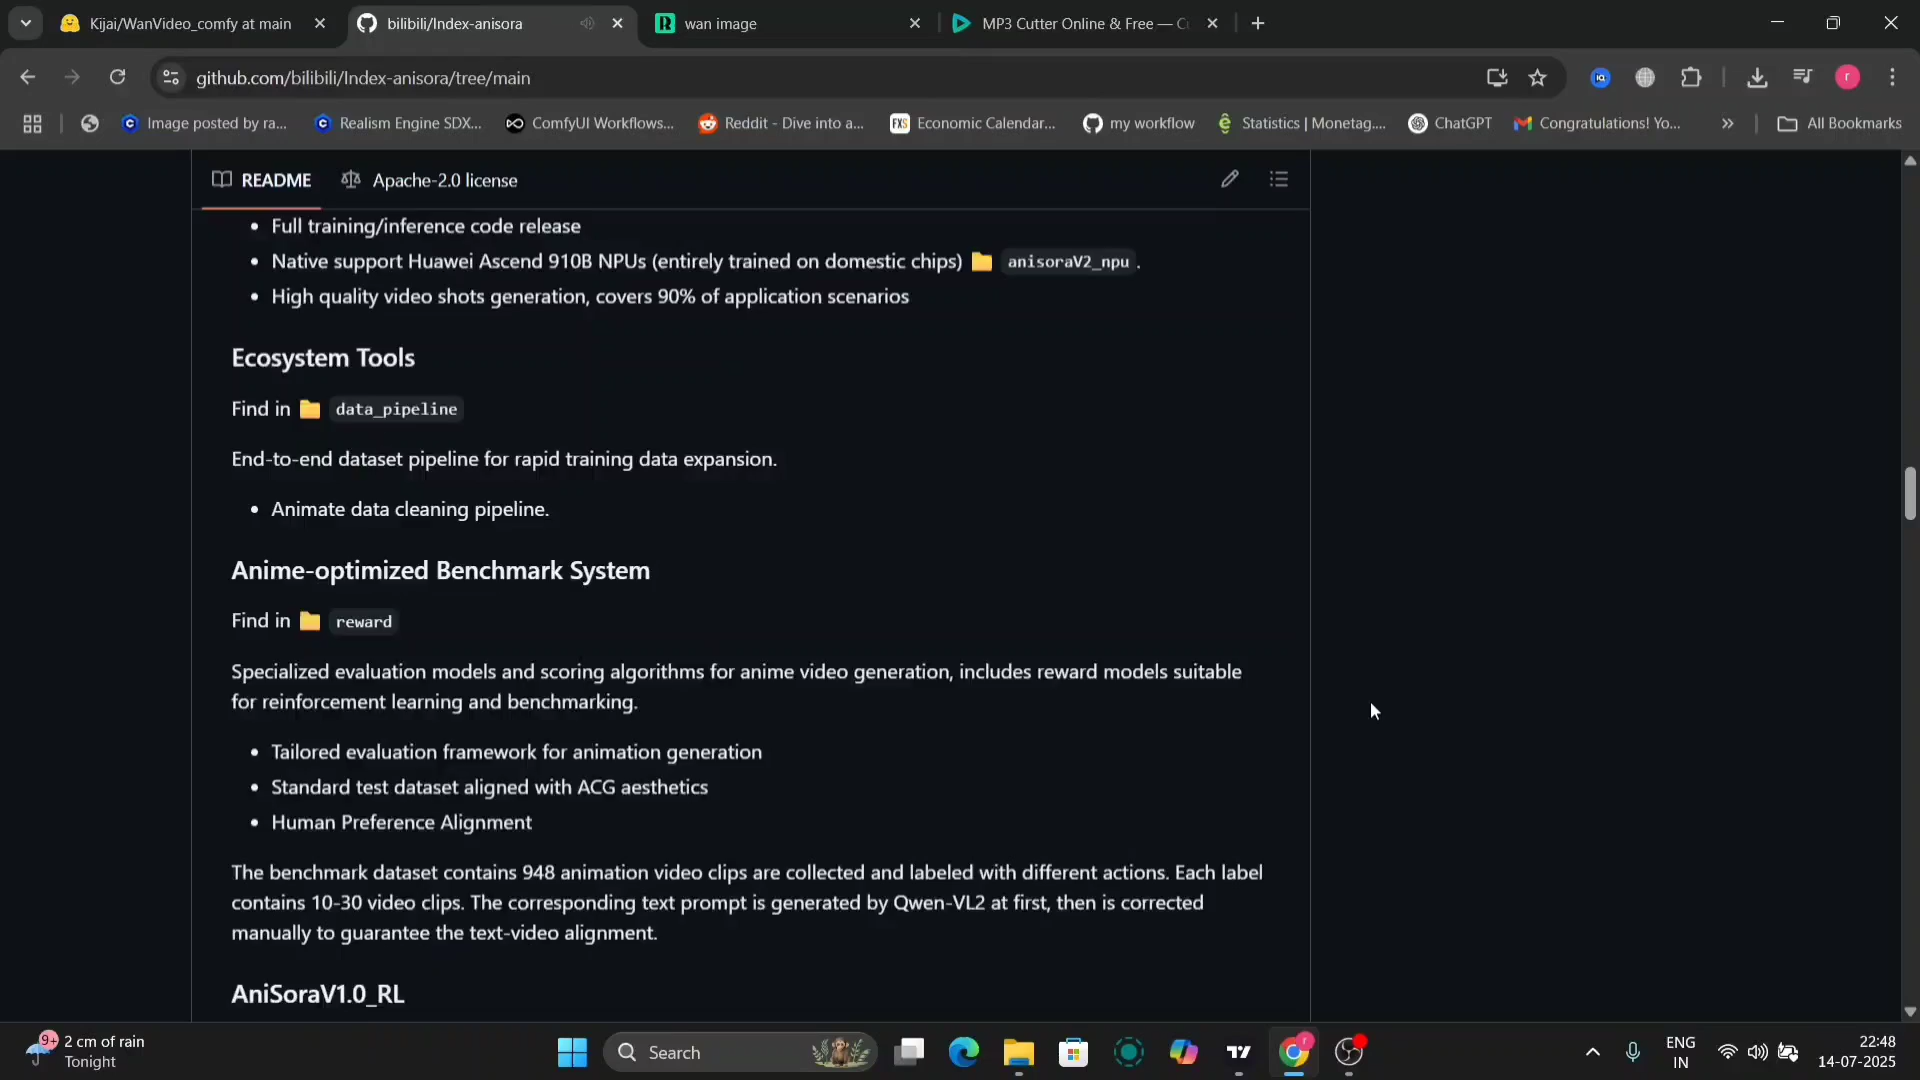 Kijai/WanVideo_comfy at main
bilibili/Index-anisora
wan image
MP3 Cutter Online & Free — C
github.com/bilibili/Index-anisora/tree/main
Image posted by ra...
Realism Engine SDX...
ComfyUI Workflows...
Reddit - Dive into a...
FXS
Economic Calendar...
my workflow
Statistics | Monetag....
ChatGPT
Congratulations! Yo...
All Bookmarks
README
Apache-2.0 license
• Full training/inference code release
• Native support Huawei Ascend 910B NPUs (entirely trained on domestic chips) anisoraV2_npu .
• High quality video shots generation, covers 90% of application scenarios
Ecosystem Tools
Find in data_pipeline
End-to-end dataset pipeline for rapid training data expansion.
• Animate data cleaning pipeline.
Anime-optimized Benchmark System
Find in reward
Specialized evaluation models and scoring algorithms for anime video generation, includes reward models suitable
for reinforcement learning and benchmarking.
• Tailored evaluation framework for animation generation
• Standard test dataset aligned with ACG aesthetics
• Human Preference Alignment
The benchmark dataset contains 948 animation video clips are collected and labeled with different actions. Each label
contains 10-30 video clips. The corresponding text prompt is generated by Qwen-VL2 at first, then is corrected
manually to guarantee the text-video alignment.
AniSoraV1.0_RL
9+
2 cm of rain
Tonight
Search
ENG
IN
22:48
14-07-2025